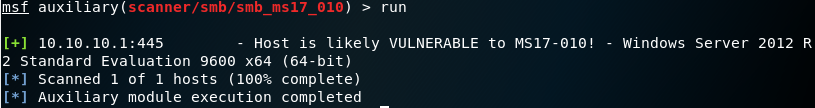 msf auxiliary(scanner/smb/smb_ms17_010) > run
[+] 10.10.10.1:445       - Host is likely VULNERABLE to MS17-010! - Windows Server 2012 R
2 Standard Evaluation 9600 x64 (64-bit)
[*] Scanned 1 of 1 hosts (100% complete)
[*] Auxiliary module execution completed